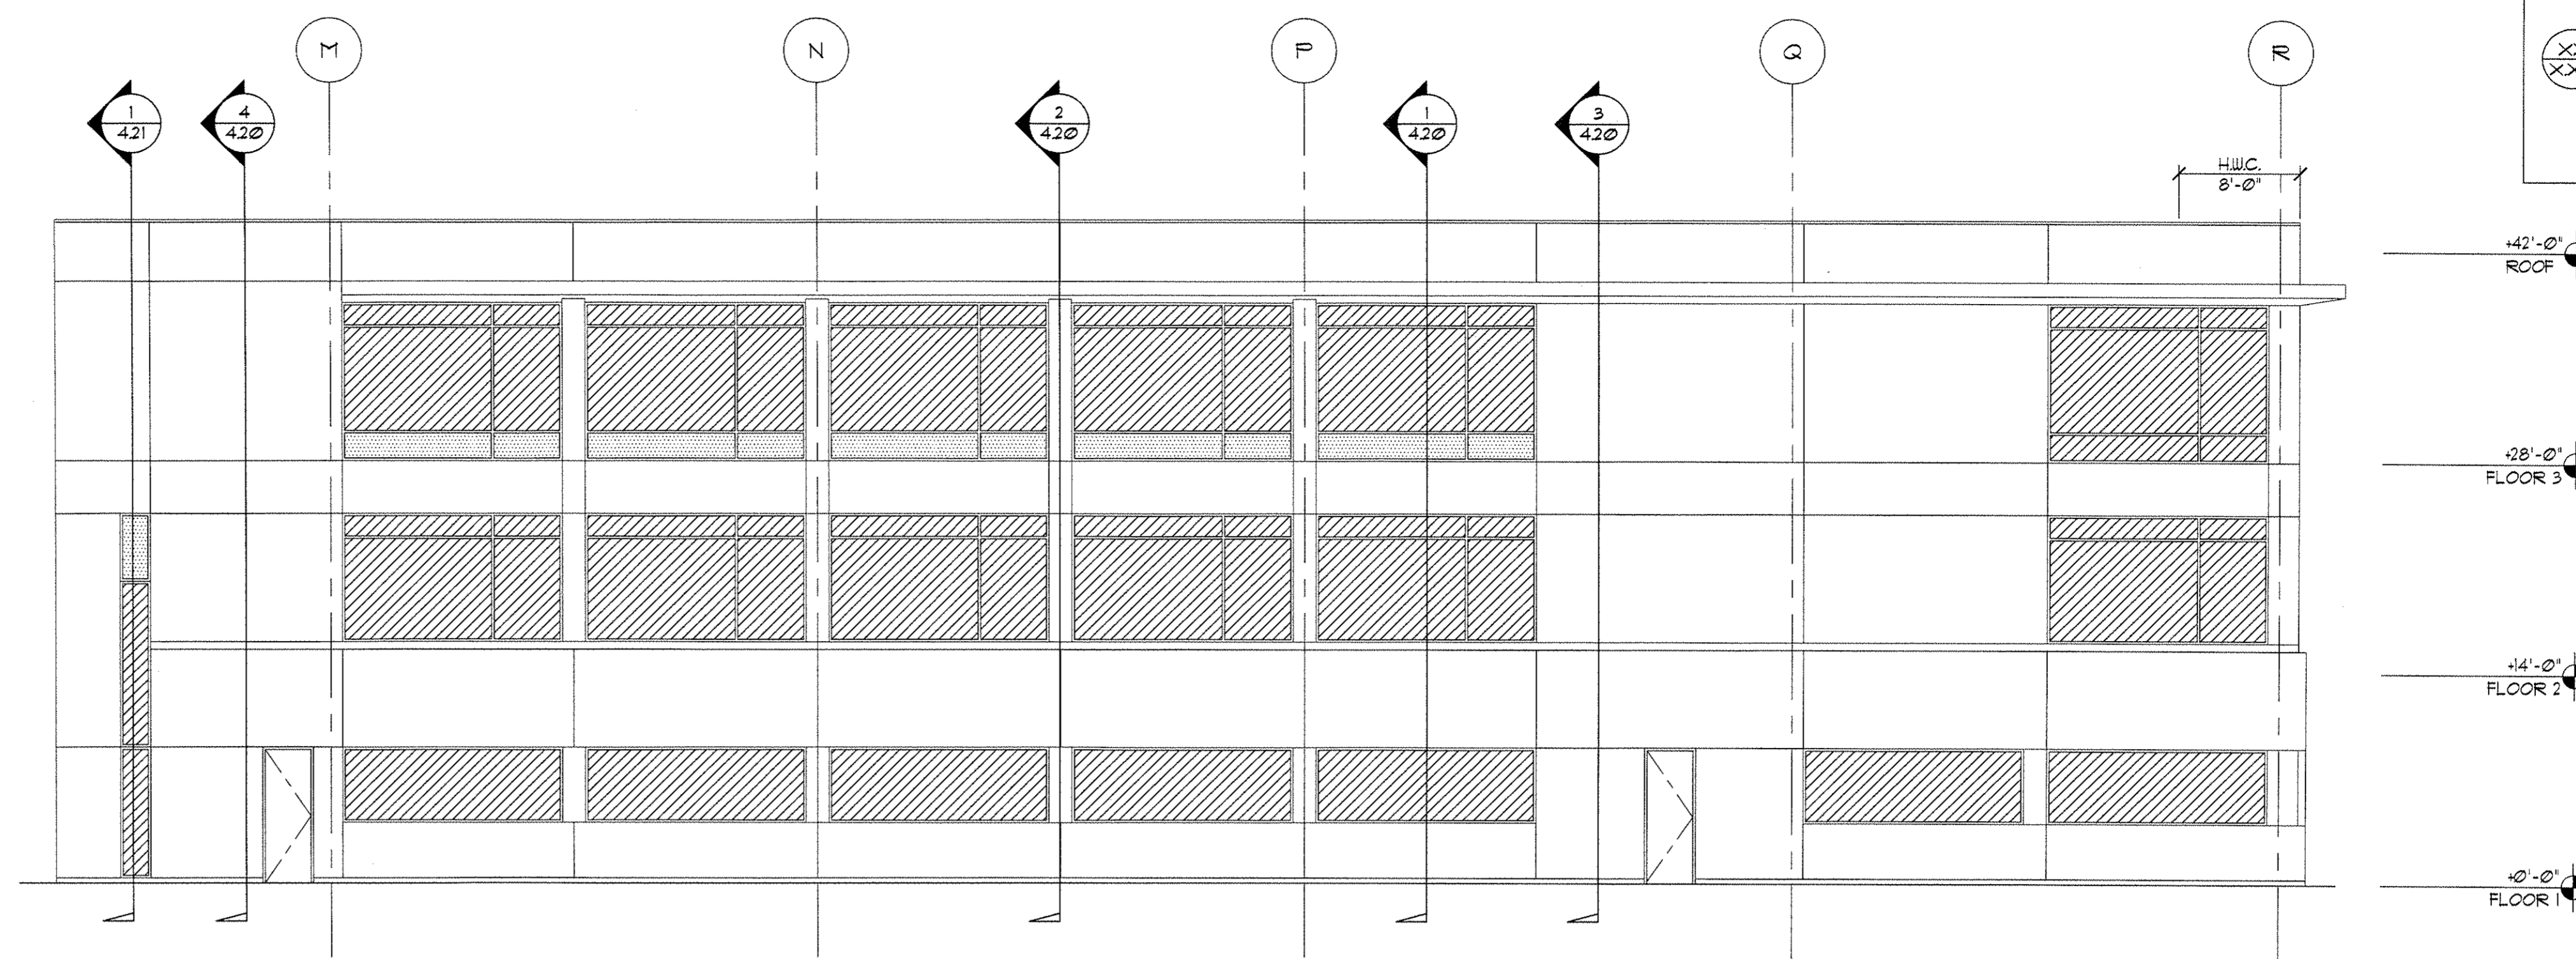 M N P Q R
XX
1 4 2 1 3
4.21 4.20 4.20 4.20 4.20
H.W.C.
8'-0"
+42'-0"
ROOF
+28'-0"
FLOOR 3
+14'-0"
FLOOR 2
+0'-0"
FLOOR 1